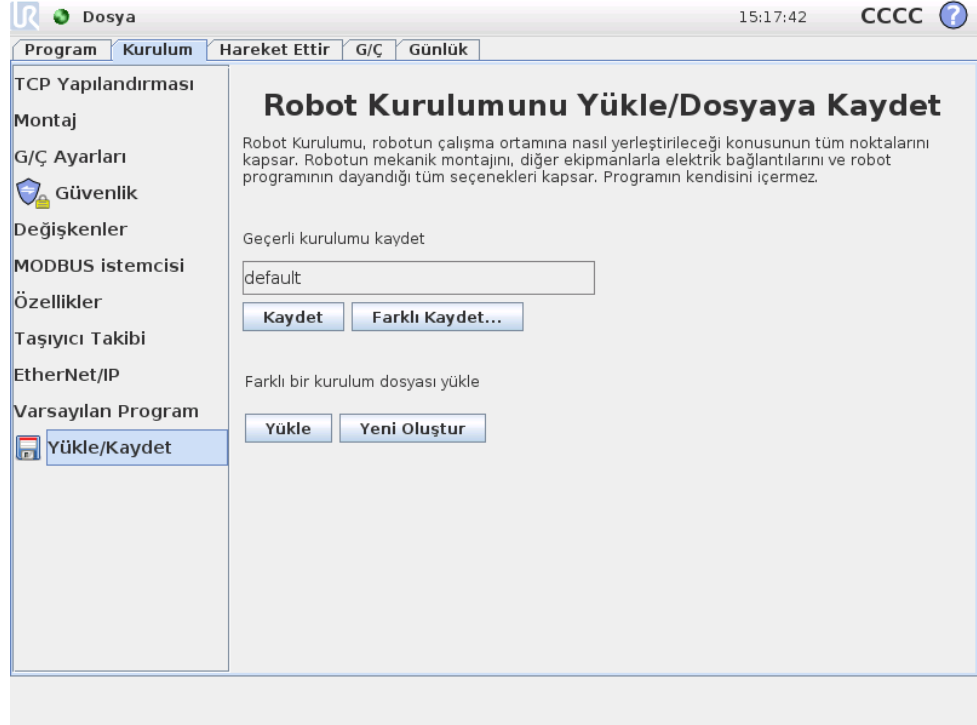 UR Dosya 15:17:42 CCCC ?
Program Kurulum Hareket Ettir G/Ç Günlük
TCP Yapılandırması
Montaj
G/Ç Ayarları
Güvenlik
Değişkenler
MODBUS istemcisi
Özellikler
Taşıyıcı Takibi
EtherNet/IP
Varsayılan Program
Yükle/Kaydet
Robot Kurulumunu Yükle/Dosyaya Kaydet
Robot Kurulumu, robotun çalışma ortamına nasıl yerleştirileceği konusunun tüm noktalarını
kapsar. Robotun mekanik montajını, diğer ekipmanlarla elektrik bağlantılarını ve robot
programının dayandığı tüm seçenekleri kapsar. Programın kendisini içermez.
Geçerli kurulumu kaydet
default
Kaydet Farklı Kaydet...
Farklı bir kurulum dosyası yükle
Yükle Yeni Oluştur